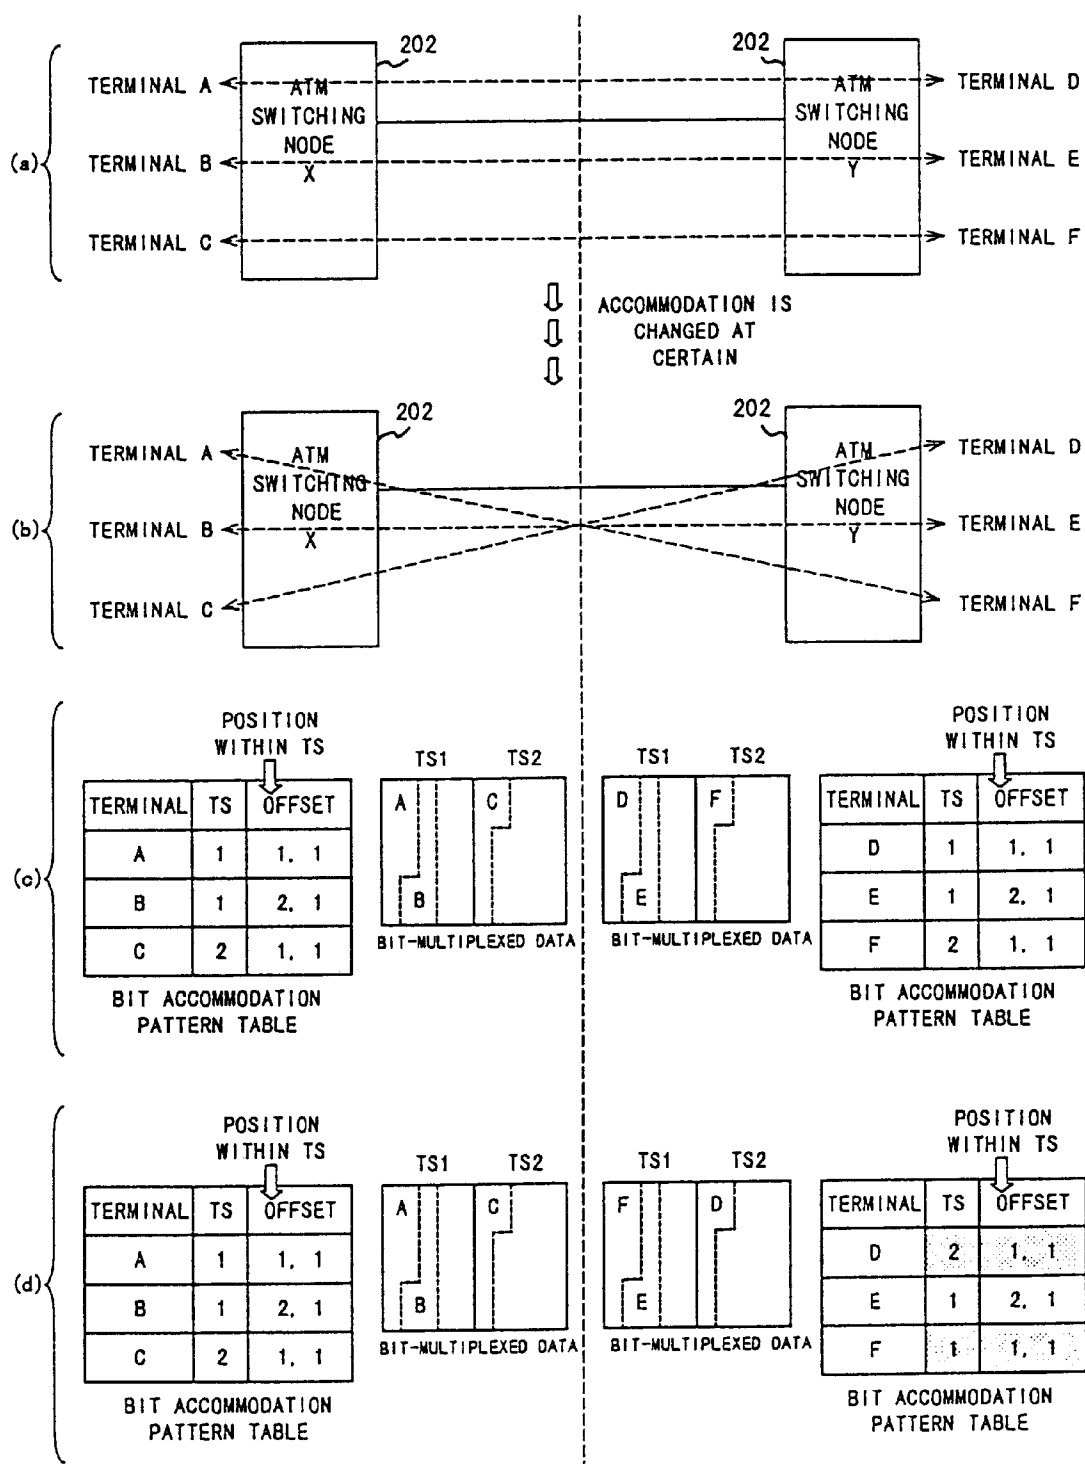 (a)
202
202
TERMINAL A
ATM
SWITCHING
NODE
X
ATM
SWITCHING
NODE
Y
TERMINAL D
TERMINAL B
TERMINAL E
TERMINAL C
TERMINAL F
ACCOMMODATION IS
CHANGED AT
CERTAIN
(b)
202
202
TERMINAL A
ATM
SWITCHTNG
NODE
X
ATM
SWITCHING
NODE
Y
TERMINAL D
TERMINAL B
TERMINAL E
TERMINAL C
TERMINAL F
(c)
POSITION
WITHIN TS
TERMINAL TS OFFSET
A 1 1, 1
B 1 2, 1
C 2 1, 1
BIT ACCOMMODATION
PATTERN TABLE
TS1 TS2
A C
B
BIT-MULTIPLEXED DATA
TS1 TS2
D F
E
BIT-MULTIPLEXED DATA
POSITION
WITHIN TS
TERMINAL TS OFFSET
D 1 1, 1
E 1 2, 1
F 2 1, 1
BIT ACCOMMODATION
PATTERN TABLE
(d)
POSITION
WITHIN TS
TERMINAL TS OFFSET
A 1 1, 1
B 1 2, 1
C 2 1, 1
BIT ACCOMMODATION
PATTERN TABLE
TS1 TS2
A C
B
BIT-MULTIPLEXED DATA
TS1 TS2
F D
E
BIT-MULTIPLEXED DATA
POSITION
WITHIN TS
TERMINAL TS OFFSET
D 2 1, 1
E 1 2, 1
F 1 1, 1
BIT ACCOMMODATION
PATTERN TABLE